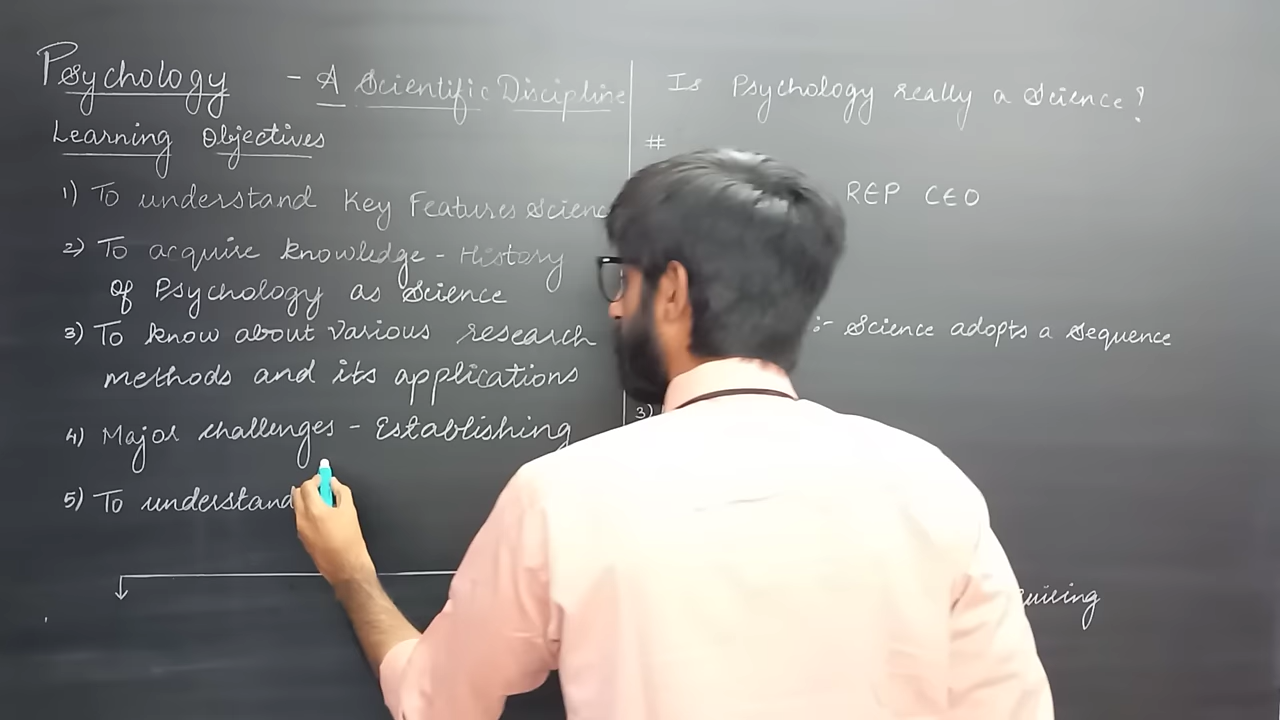 Psychology - A Scientific Discipline
Learning Objectives
1) To understand Key Features Scienc
2) To acquire knowledge - History
of Psychology as Science
3) To know about various research
methods and its applications
4) Major challenges - Establishing
5) To understand
Is Psychology really a Science?
#
REP CEO
:- Science adopts a sequence
3)